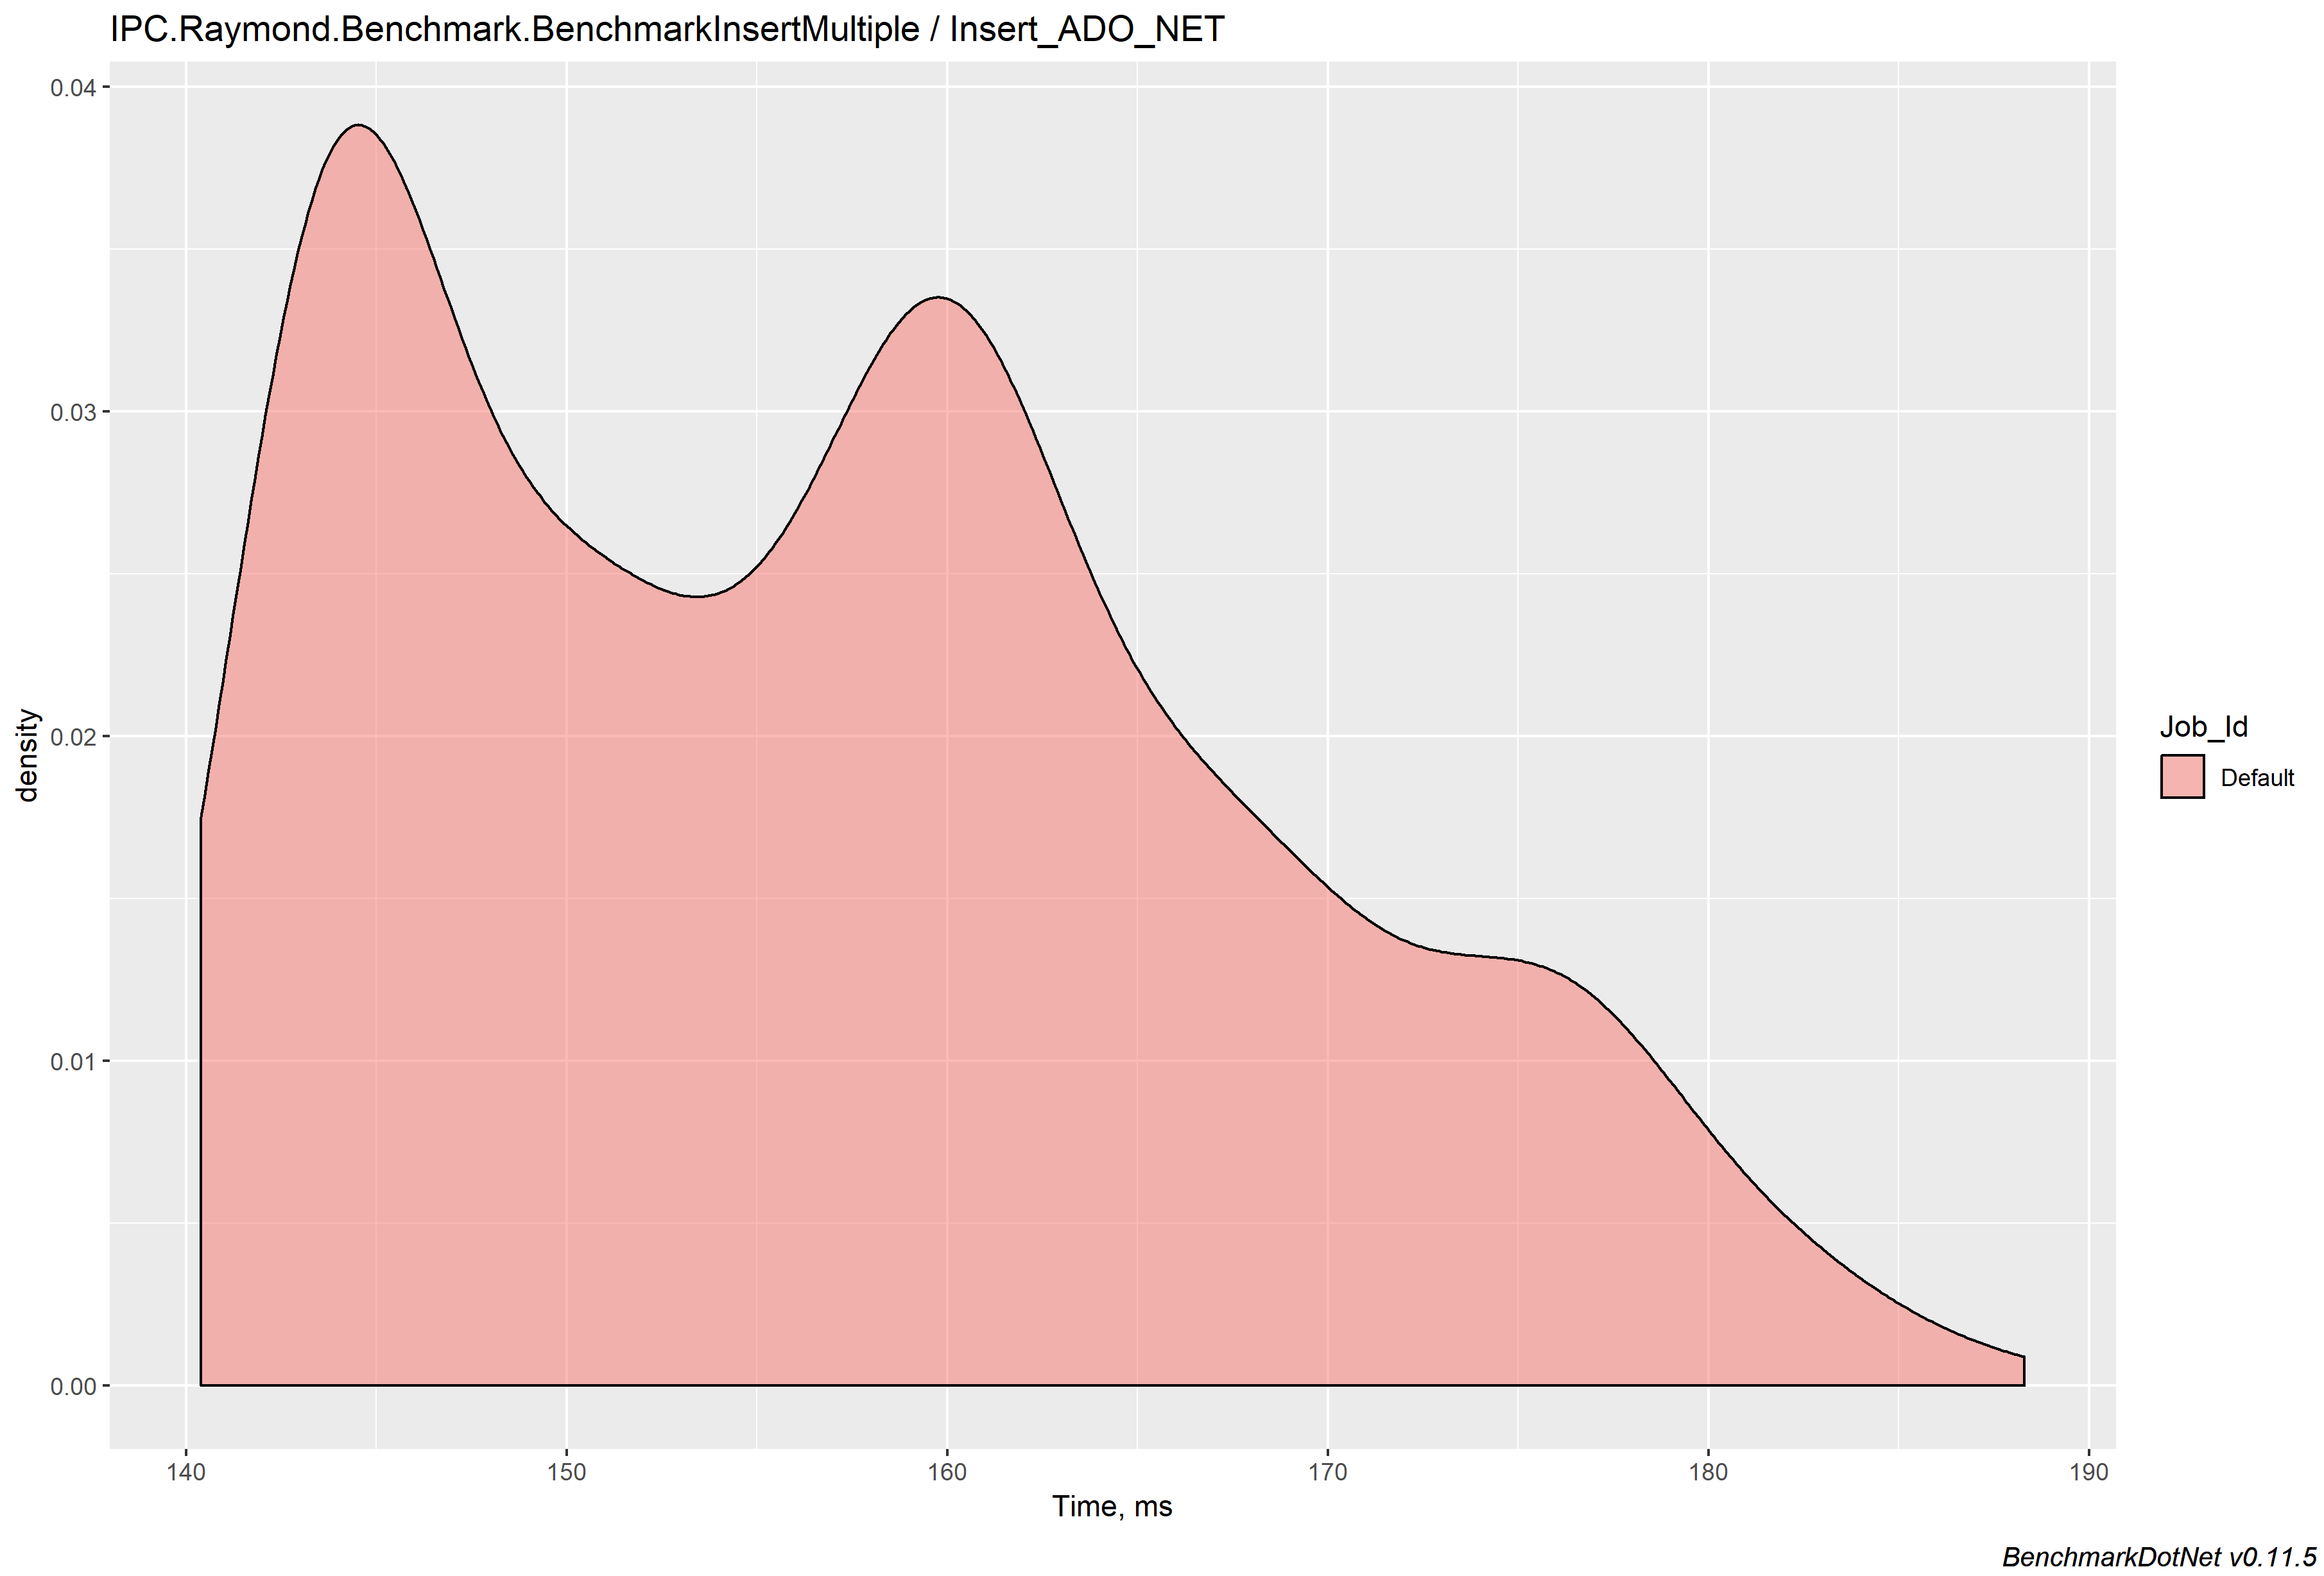 IPC.Raymond.Benchmark.BenchmarkInsertMultiple / Insert_ADO_NET
0.04
0.03
0.02
0.01
0.00
density
140 150 160 170 180 190
Time, ms
Job_Id
Default
BenchmarkDotNet v0.11.5